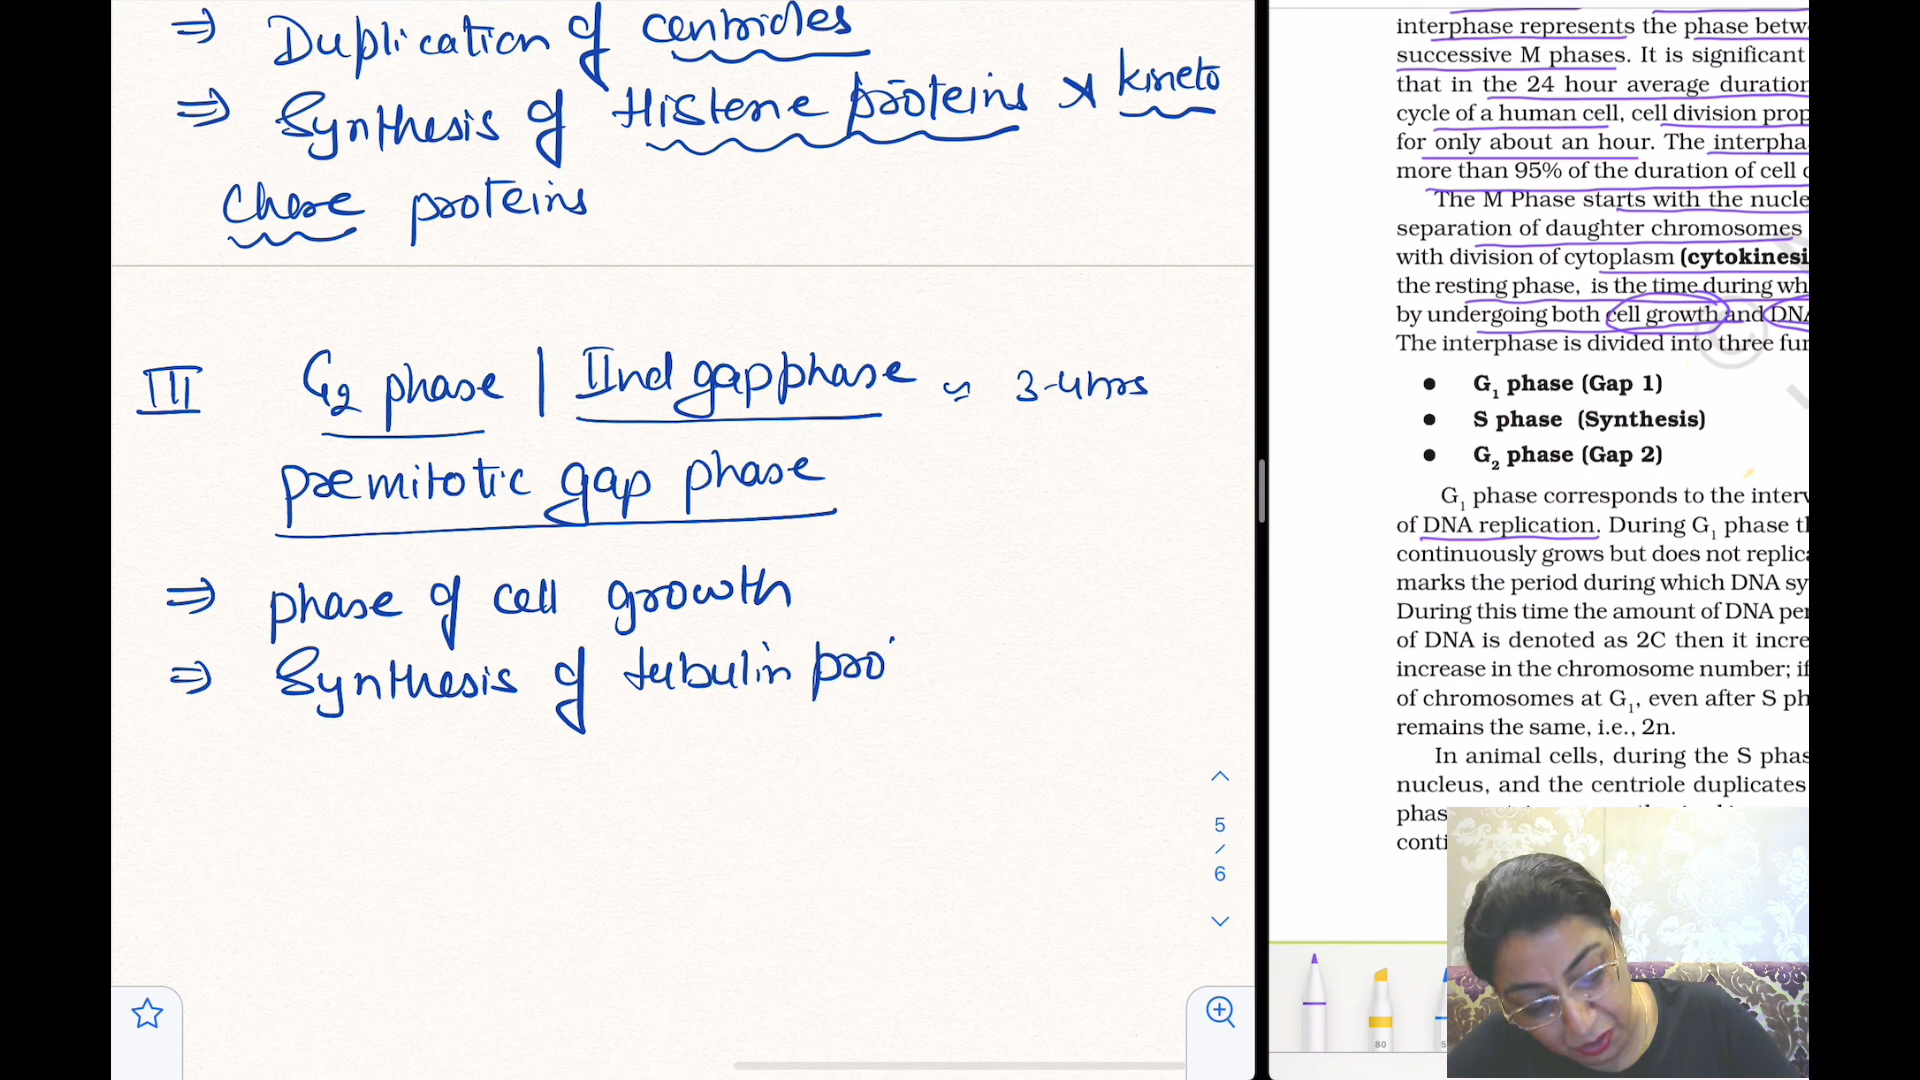 ⇒ Duplication of centrioles
⇒ Synthesis of Histone proteins & kineto
chore proteins
III G2 phase | IInd gap phase ≈ 3-4 hrs
premitotic gap phase
⇒ phase of cell growth
⇒ Synthesis of tubulin pro
5
/
6
interphase represents the phase betw
successive M phases. It is significant
that in the 24 hour average duration
cycle of a human cell, cell division prop
for only about an hour. The interpha
more than 95% of the duration of cell c
The M Phase starts with the nucle
separation of daughter chromosomes
with division of cytoplasm (cytokinesi
the resting phase, is the time during wh
by undergoing both cell growth and DNA
The interphase is divided into three fur
● G1 phase (Gap 1)
● S phase (Synthesis)
● G2 phase (Gap 2)
G1 phase corresponds to the interv
of DNA replication. During G1 phase t
continuously grows but does not replica
marks the period during which DNA sy
During this time the amount of DNA per
of DNA is denoted as 2C then it incre
increase in the chromosome number; if
of chromosomes at G1, even after S ph
remains the same, i.e., 2n.
In animal cells, during the S phas
nucleus, and the centriole duplicates
phas
conti
80
5